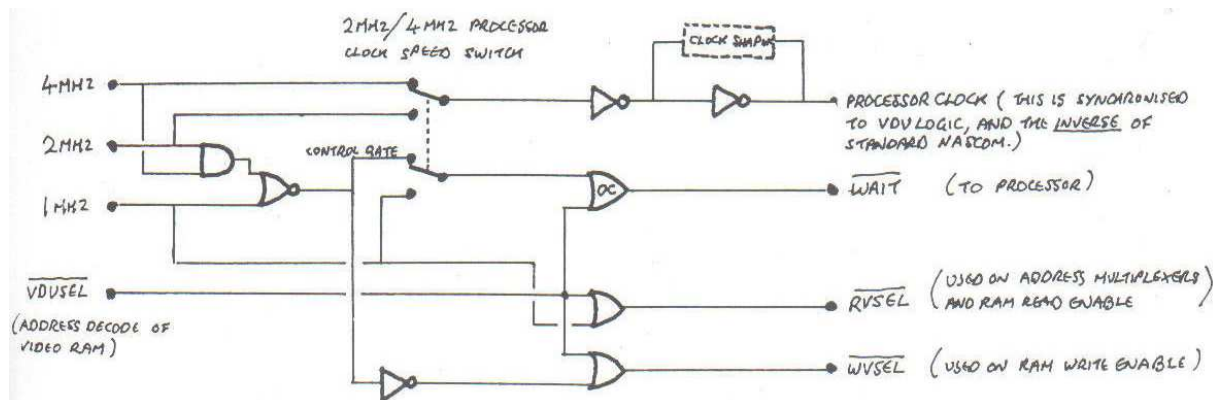 2MHZ/4MHZ PROCESSOR
CLOCK SPEED SWITCH
CLOCK SHAPER
4MHZ
PROCESSOR CLOCK (THIS IS SYNCHRONISED
TO VDU LOGIC, AND THE INVERSE OF
STANDARD NASCOM.)
2MHZ
CONTROL RATE
OC
WAIT (TO PROCESSOR)
1MHZ
VDUSEL
(ADDRESS DECODE OF
VIDEO RAM)
RVSEL
(USED ON ADDRESS MULTIPLEXERS
AND RAM READ ENABLE)
WVSEL (USED ON RAM WRITE ENABLE)